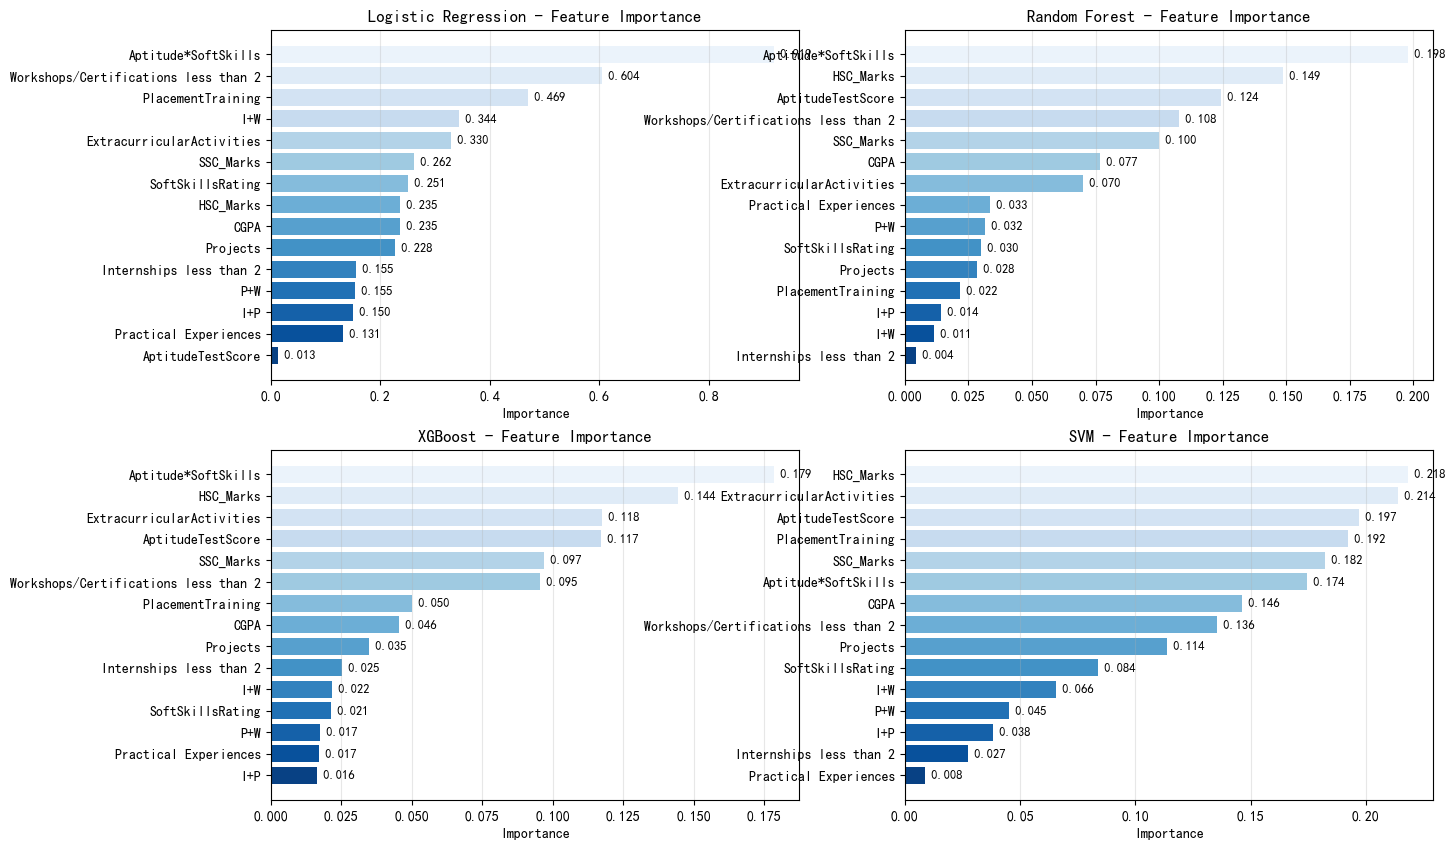 Logistic Regression - Feature Importance
Aptitude*SoftSkills
Workshops/Certifications less than 2 0.604
PlacementTraining 0.469
I+W 0.344
ExtracurricularActivities 0.330
SSC_Marks 0.262
SoftSkillsRating 0.251
HSC_Marks 0.235
CGPA 0.235
Projects 0.228
Internships less than 2 0.155
P+W 0.155
I+P 0.150
Practical Experiences 0.131
AptitudeTestScore 0.013
0.0 0.2 0.4 0.6 0.8
Importance
Random Forest - Feature Importance
Aptitude*SoftSkills 0.198
HSC_Marks 0.149
AptitudeTestScore 0.124
Workshops/Certifications less than 2 0.108
SSC_Marks 0.100
CGPA 0.077
ExtracurricularActivities 0.070
Practical Experiences 0.033
P+W 0.032
SoftSkillsRating 0.030
Projects 0.028
PlacementTraining 0.022
I+P 0.014
I+W 0.011
Internships less than 2 0.004
0.000 0.025 0.050 0.075 0.100 0.125 0.150 0.175 0.200
Importance
XGBoost - Feature Importance
Aptitude*SoftSkills 0.179
HSC_Marks 0.144
ExtracurricularActivities 0.118
AptitudeTestScore 0.117
SSC_Marks 0.097
Workshops/Certifications less than 2 0.095
PlacementTraining 0.050
CGPA 0.046
Projects 0.035
Internships less than 2 0.025
I+W 0.022
SoftSkillsRating 0.021
P+W 0.017
Practical Experiences 0.017
I+P 0.016
0.000 0.025 0.050 0.075 0.100 0.125 0.150 0.175
Importance
SVM - Feature Importance
HSC_Marks 0.218
ExtracurricularActivities 0.214
AptitudeTestScore 0.197
PlacementTraining 0.192
SSC_Marks 0.182
Aptitude*SoftSkills 0.174
CGPA 0.146
Workshops/Certifications less than 2 0.136
Projects 0.114
SoftSkillsRating 0.084
I+W 0.066
P+W 0.045
I+P 0.038
Internships less than 2 0.027
Practical Experiences 0.008
0.00 0.05 0.10 0.15 0.20
Importance